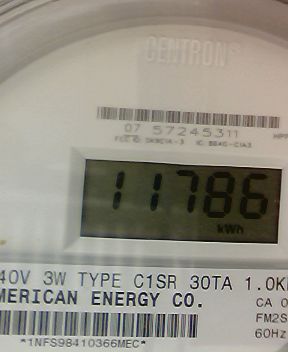 CENTRON®
07 57245311
11786
kWh
40V 3W TYPE C1SR 30TA 1.0K
MERICAN ENERGY CO.
CA 0
FM2S
60Hz
*1NFS98410366MEC*